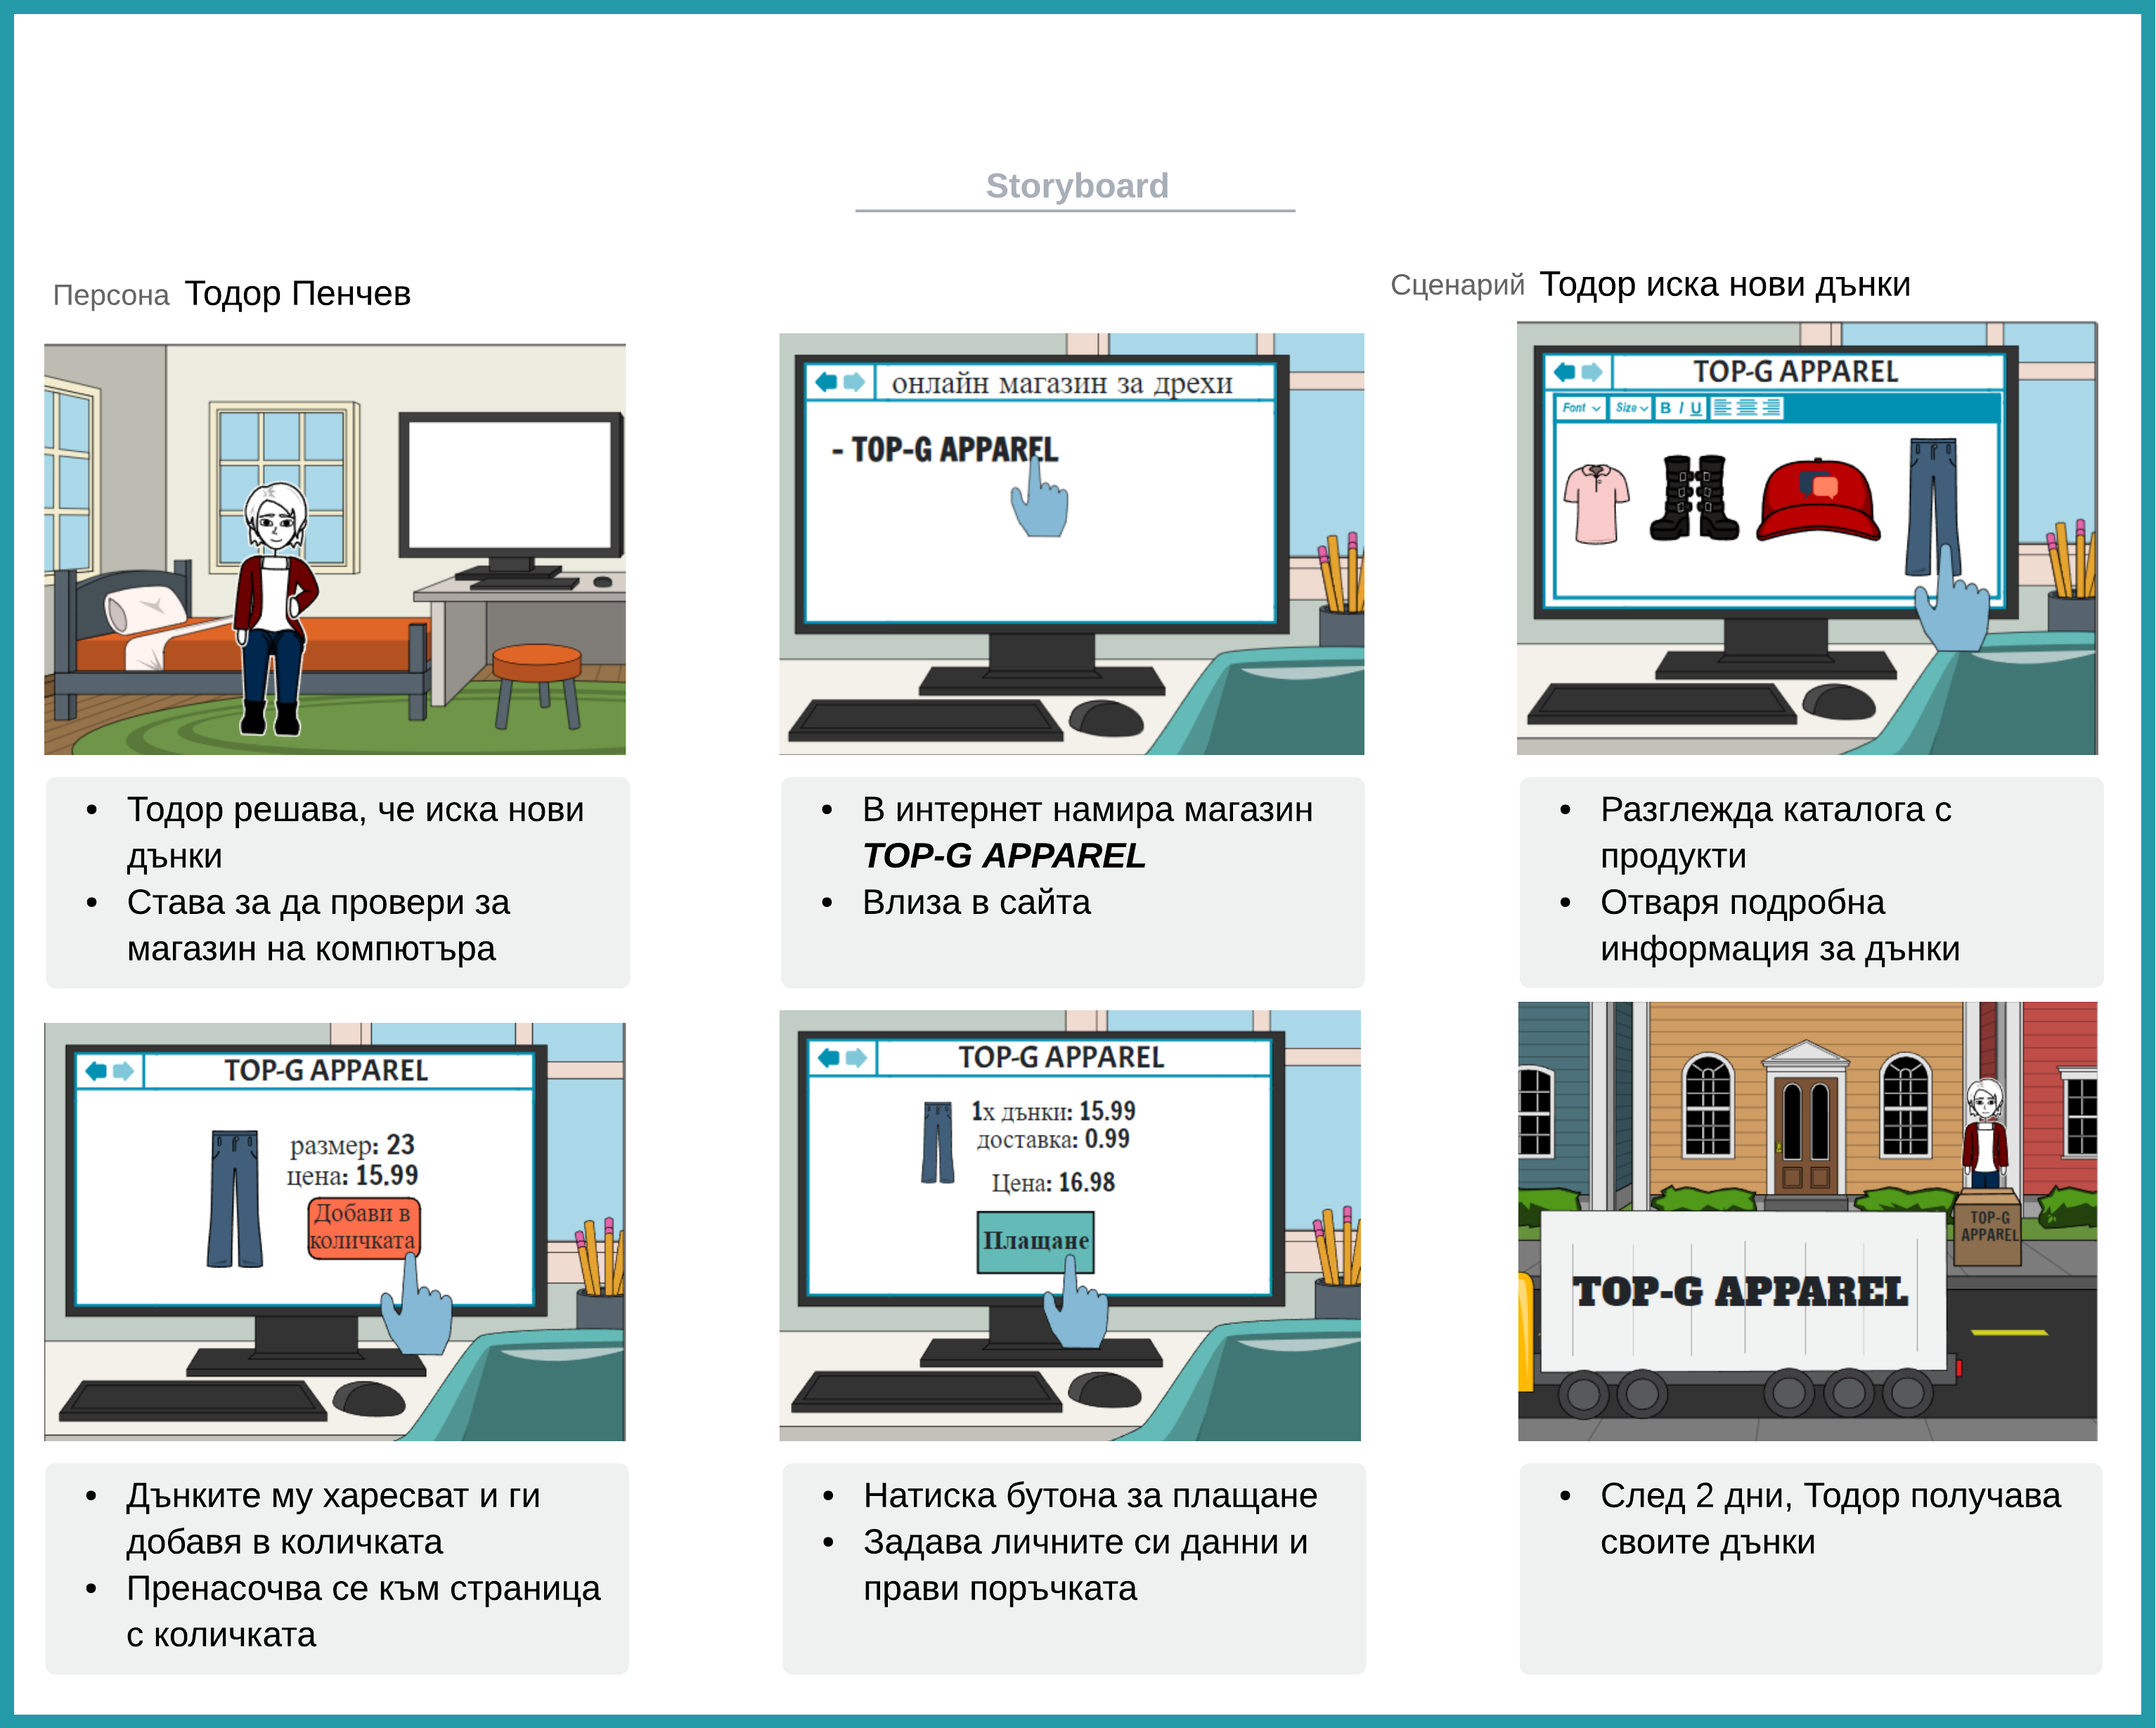 Storyboard
Персона Тодор Пенчев
Сценарий Тодор иска нови дънки
онлайн магазин за дрехи
- TOP-G APPAREL
TOP-G APPAREL
Font Size B I U
• Тодор решава, че иска нови
дънки
• Става за да провери за
магазин на компютъра
• В интернет намира магазин
TOP-G APPAREL
• Влиза в сайта
• Разглежда каталога с
продукти
• Отваря подробна
информация за дънки
TOP-G APPAREL
размер: 23
цена: 15.99
Добави в
количката
TOP-G APPAREL
1x дънки: 15.99
доставка: 0.99
Цена: 16.98
Плащане
TOP-G
APPAREL
TOP-G APPAREL
• Дънките му харесват и ги
добавя в количката
• Пренасочва се към страница
с количката
• Натиска бутона за плащане
• Задава личните си данни и
прави поръчката
• След 2 дни, Тодор получава
своите дънки